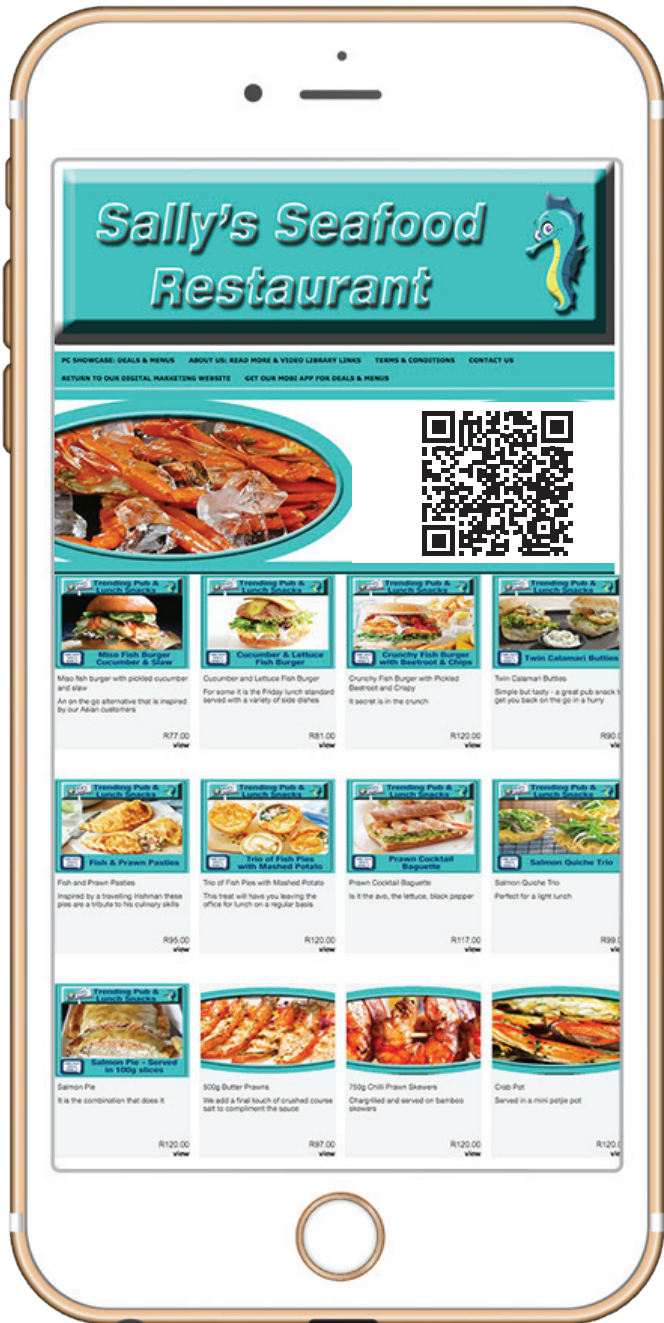 Sally's Seafood
Restaurant
PC SHOWCASE: DEALS & MENUS ABOUT US: READ MORE & VIDEO LIBRARY LINKS TERMS & CONDITIONS CONTACT US
RETURN TO OUR DIGITAL MARKETING WEBSITE GET OUR MOBI APP FOR DEALS & MENUS
Trending Pub &
Lunch Snacks
Miso Fish Burger
Cucumber & Slaw
Miso fish burger with pickled cucumber
and slaw
An on the go alternative that is inspired
by our Asian customers
R77.00
view
Trending Pub &
Lunch Snacks
Cucumber & Lettuce
Fish Burger
Cucumber and Lettuce Fish Burger
For some it is the Friday lunch standard
served with a variety of side dishes
R81.00
view
Trending Pub &
Lunch Snacks
Crunchy Fish Burger
with Beetroot & Chips
Crunchy Fish Burger with Pickled
Beetroot and Crispy
It secret is in the crunch
R120.00
view
Trending Pub &
Lunch Snacks
Twin Calamari Butties
Twin Calamari Butties
Simple but tasty - a great pub snack t
get you back on the go in a hurry
R90.0
vie
Trending Pub &
Lunch Snacks
Fish & Prawn Pasties
Fish and Prawn Pasties
Inspired by a travelling Irishman these
pies are a tribute to his culinary skills
R95.00
view
Trending Pub &
Lunch Snacks
Trio of Fish Pies
with Mashed Potato
Trio of Fish Pies with Mashed Potato
This treat will have you leaving the
office for lunch on a regular basis
R120.00
view
Trending Pub &
Lunch Snacks
Prawn Cocktail
Baguette
Prawn Cocktail Baguette
Is it the avo, the lettuce, black pepper
R117.00
view
Trending Pub &
Lunch Snacks
Salmon Quiche Trio
Salmon Quiche Trio
Perfect for a light lunch
R99.0
vie
Trending Pub &
Lunch Snacks
Salmon Pie - Served
in 100g slices
Salmon Pie
It is the combination that does it
R120.00
view
500g Butter Prawns
We add a final touch of crushed course
salt to compliment the sauce
R97.00
view
750g Chilli Prawn Skewers
Chargrilled and served on bamboo
skewers
R120.00
view
Crab Pot
Served in a mini potjie pot
R120.0
vie